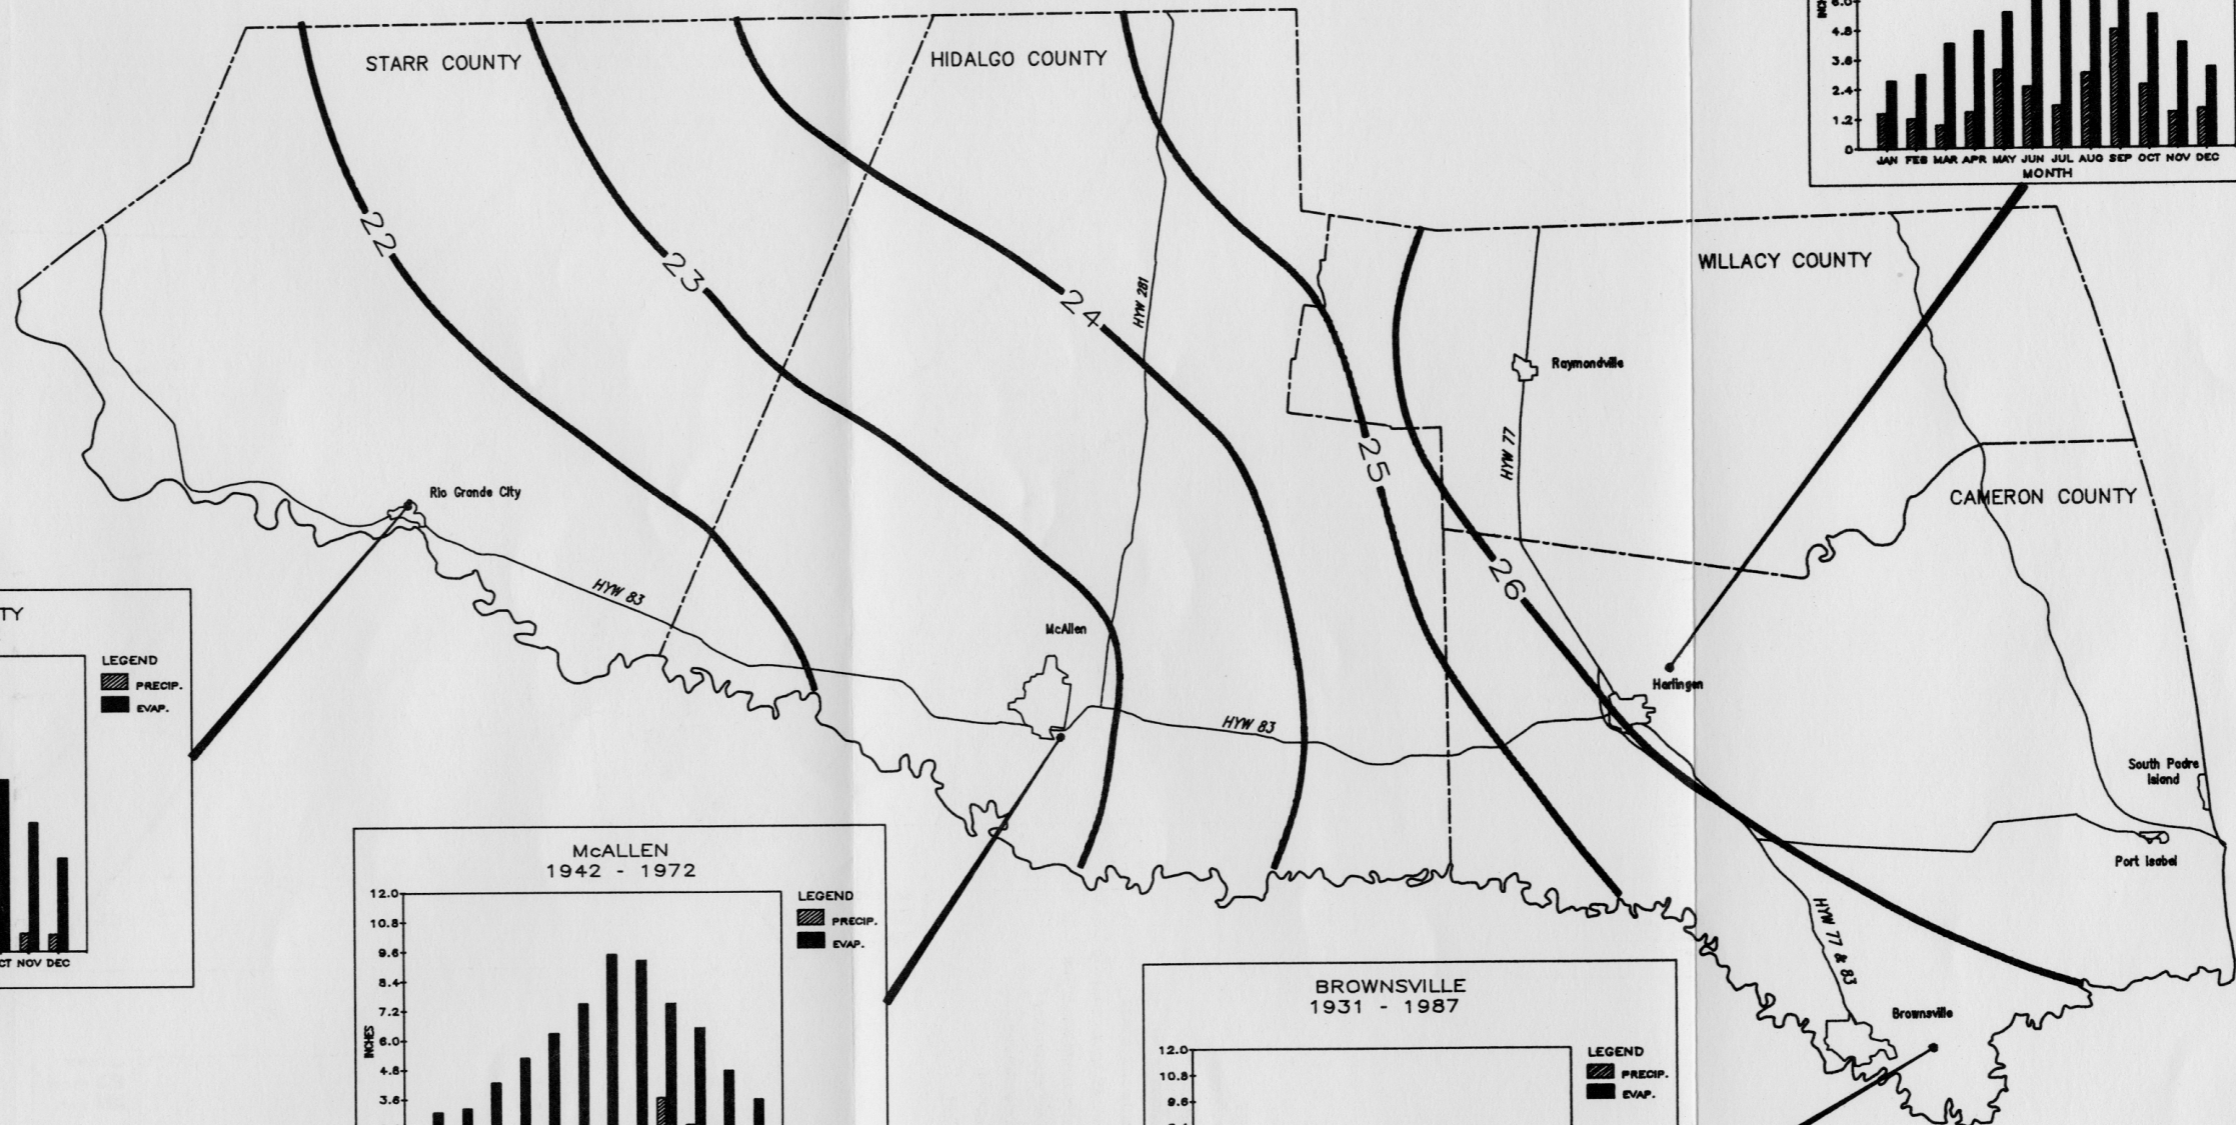 STARR COUNTY
HIDALGO COUNTY
WILLACY COUNTY
CAMERON COUNTY
22
23
24
25
26
HYW 281
HYW 77
HYW 83
HYW 83
HYW 77 & 83
Rio Grande City
McAllen
Raymondville
Harlingen
South Padre
Island
Port Isabel
Brownsville
6.0
4.8
3.6
2.4
1.2
0
JAN FEB MAR APR MAY JUN JUL AUG SEP OCT NOV DEC
MONTH
TY
LEGEND
PRECIP.
EVAP.
CT NOV DEC
McALLEN
1942 - 1972
LEGEND
PRECIP.
EVAP.
INCHES
12.0
10.8
9.6
8.4
7.2
6.0
4.8
3.6
BROWNSVILLE
1931 - 1987
LEGEND
PRECIP.
EVAP.
12.0
10.8
9.6